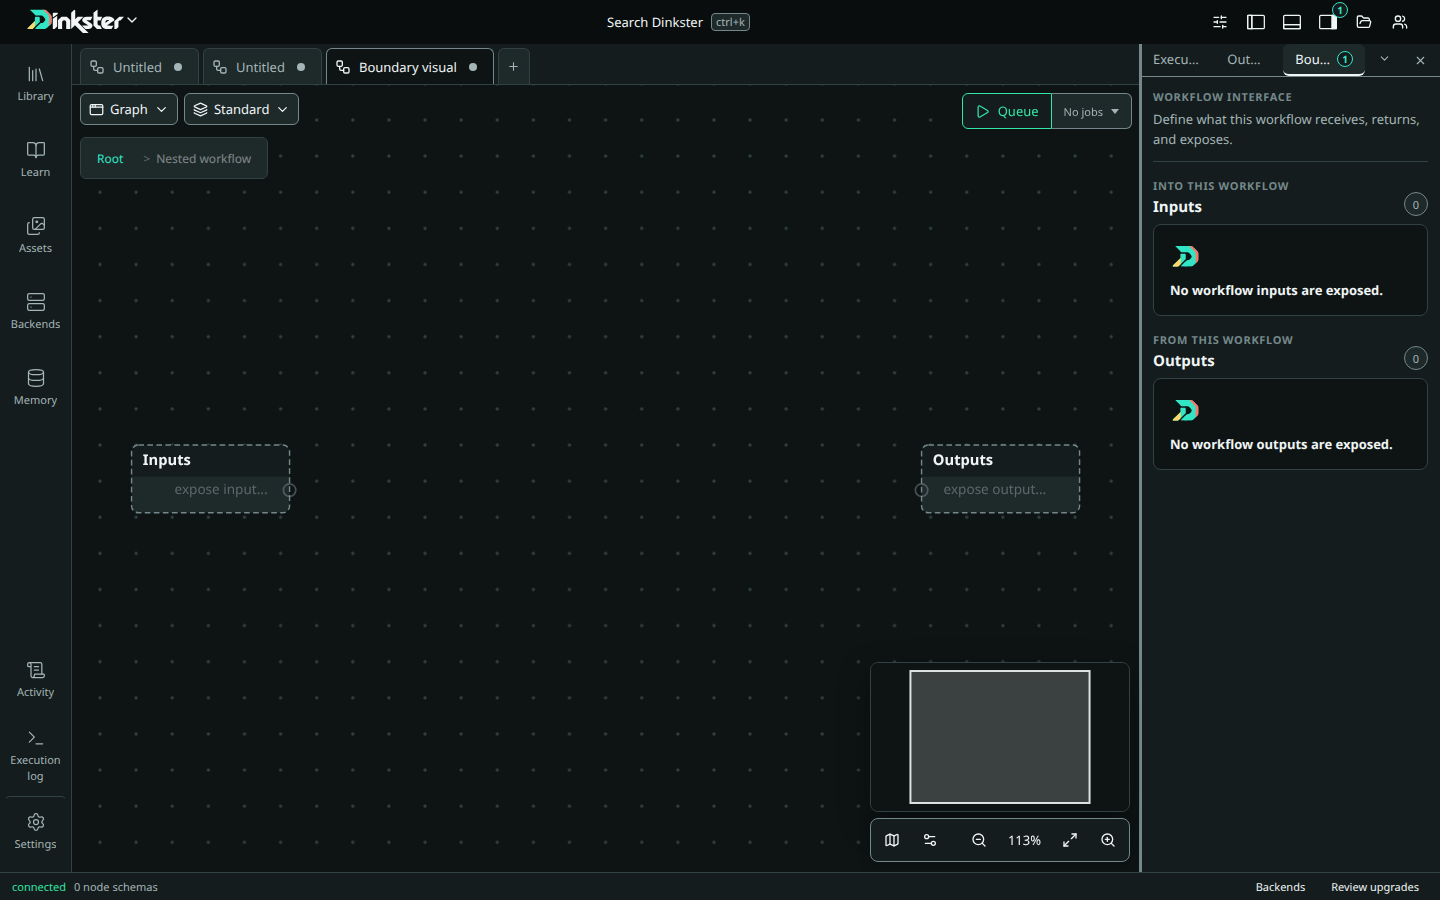 Dinkster
Search Dinkster ctrl+k
1
Library
Learn
Assets
Backends
Memory
Activity
Execution
log
Settings
Untitled
Untitled
Boundary visual
+
Graph
Standard
Queue
No jobs
Root > Nested workflow
Inputs
expose input...
Outputs
expose output...
113%
Execu...
Out...
Bou... 1
WORKFLOW INTERFACE
Define what this workflow receives, returns,
and exposes.
INTO THIS WORKFLOW
Inputs
0
No workflow inputs are exposed.
FROM THIS WORKFLOW
Outputs
0
No workflow outputs are exposed.
connected 0 node schemas
Backends
Review upgrades